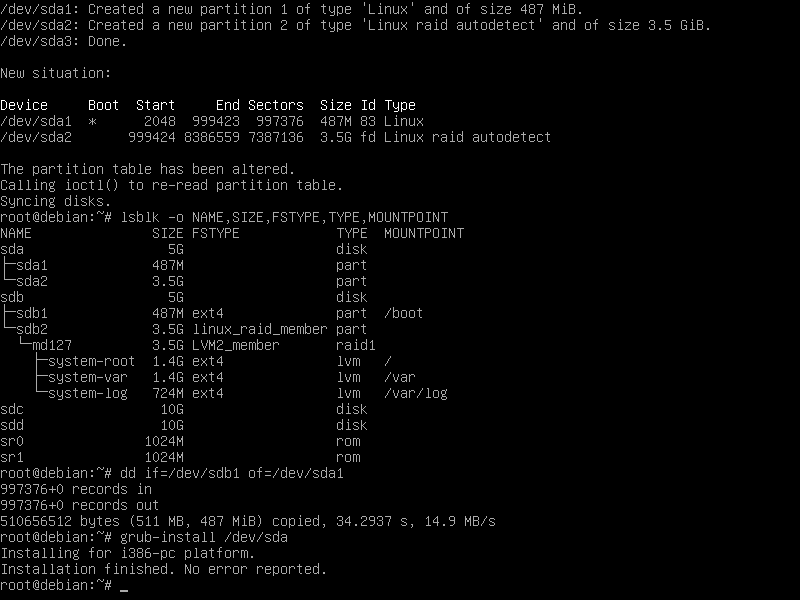 /dev/sda1: Created a new partition 1 of type 'Linux' and of size 487 MiB.
/dev/sda2: Created a new partition 2 of type 'Linux raid autodetect' and of size 3.5 GiB.
/dev/sda3: Done.

New situation:

Device     Boot  Start     End Sectors  Size Id Type
/dev/sda1  *      2048  999423  997376  487M 83 Linux
/dev/sda2       999424 8386559 7387136  3.5G fd Linux raid autodetect

The partition table has been altered.
Calling ioctl() to re-read partition table.
Syncing disks.
root@debian:~# lsblk -o NAME,SIZE,FSTYPE,TYPE,MOUNTPOINT
NAME               SIZE FSTYPE            TYPE  MOUNTPOINT
sda                  5G                   disk
├─sda1             487M                   part
└─sda2             3.5G                   part
sdb                  5G                   disk
├─sdb1             487M ext4              part  /boot
└─sdb2             3.5G linux_raid_member part
  └─md127          3.5G LVM2_member       raid1
    ├─system-root  1.4G ext4              lvm   /
    ├─system-var   1.4G ext4              lvm   /var
    └─system-log   724M ext4              lvm   /var/log
sdc                 10G                   disk
sdd                 10G                   disk
sr0               1024M                   rom
sr1               1024M                   rom
root@debian:~# dd if=/dev/sdb1 of=/dev/sda1
997376+0 records in
997376+0 records out
510656512 bytes (511 MB, 487 MiB) copied, 34.2937 s, 14.9 MB/s
root@debian:~# grub-install /dev/sda
Installing for i386-pc platform.
Installation finished. No error reported.
root@debian:~# _